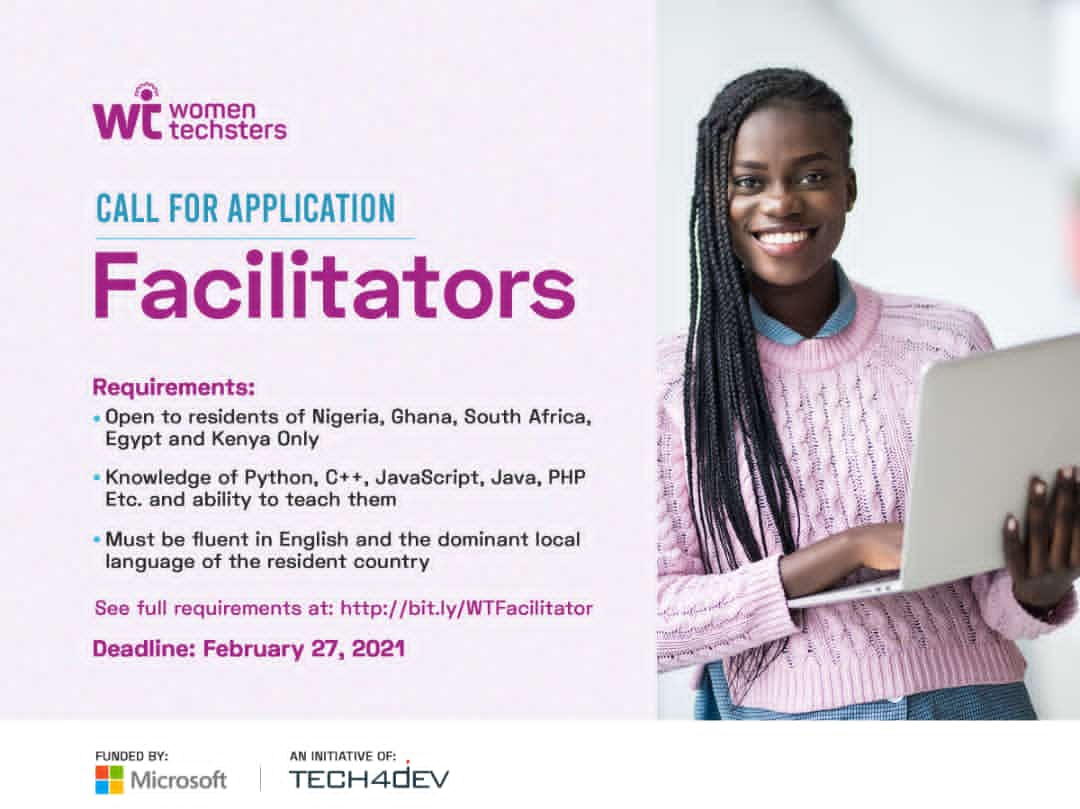 wt women
techsters
CALL FOR APPLICATION
Facilitators
Requirements:
• Open to residents of Nigeria, Ghana, South Africa,
Egypt and Kenya Only
• Knowledge of Python, C++, JavaScript, Java, PHP
Etc. and ability to teach them
• Must be fluent in English and the dominant local
language of the resident country
See full requirements at: http://bit.ly/WTFacilitator
Deadline: February 27, 2021
FUNDED BY:
Microsoft
AN INITIATIVE OF:
TECH4DEV